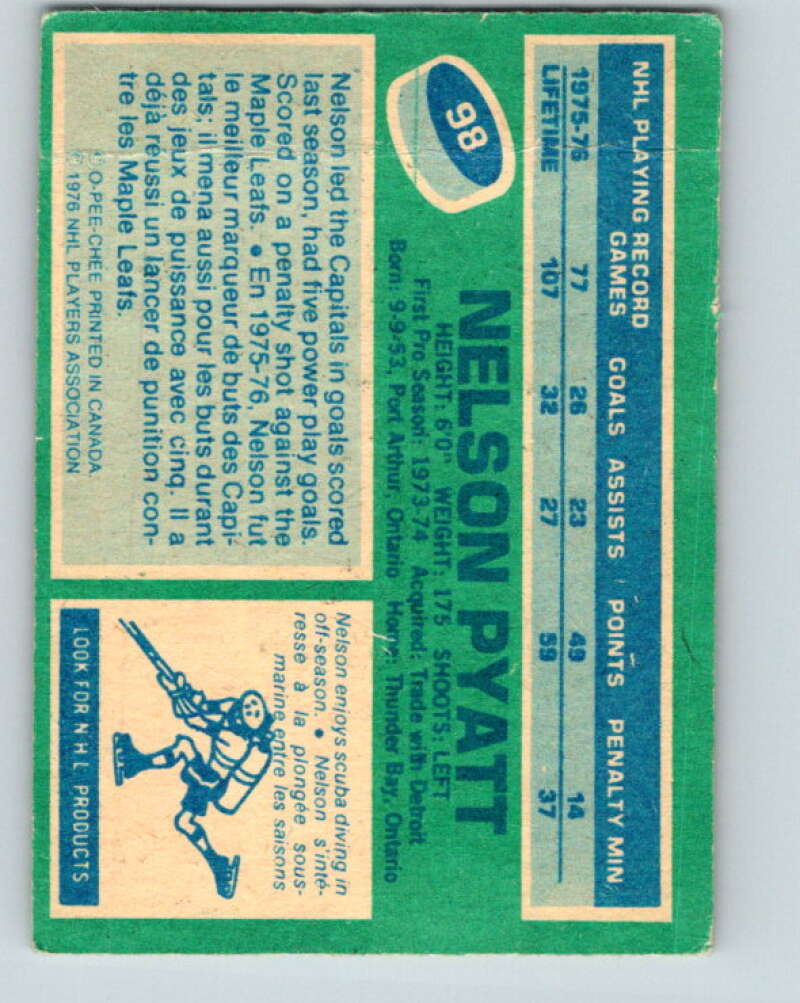 NHL PLAYING RECORD
GAMES GOALS ASSISTS POINTS PENALTY MIN
1975-76 77 26 23 49 14
LIFETIME 107 32 27 59 37
98
NELSON PYATT
HEIGHT: 6'0" WEIGHT: 175 SHOOTS: LEFT
First Pro Season: 1973-74 Acquired: Trade with Detroit
Born: 9-9-53, Port Arthur, Ontario Home: Thunder Bay, Ontario
Nelson led the Capitals in goals scored
last season, had five power play goals.
Scored on a penalty shot against the
Maple Leafs. • En 1975-76, Nelson fut
le meilleur marqueur de buts des Capi-
tals; il mena aussi pour les buts durant
des jeux de puissance avec cinq. Il a
déjà réussi un lancer de punition con-
tre les Maple Leafs.
© O-PEE-CHEE PRINTED IN CANADA.
© 1976 NHL PLAYERS ASSOCIATION
Nelson enjoys scuba diving in
off-season. • Nelson s'inté-
resse à la plongée sous-
marine entre les saisons
LOOK FOR N H L PRODUCTS